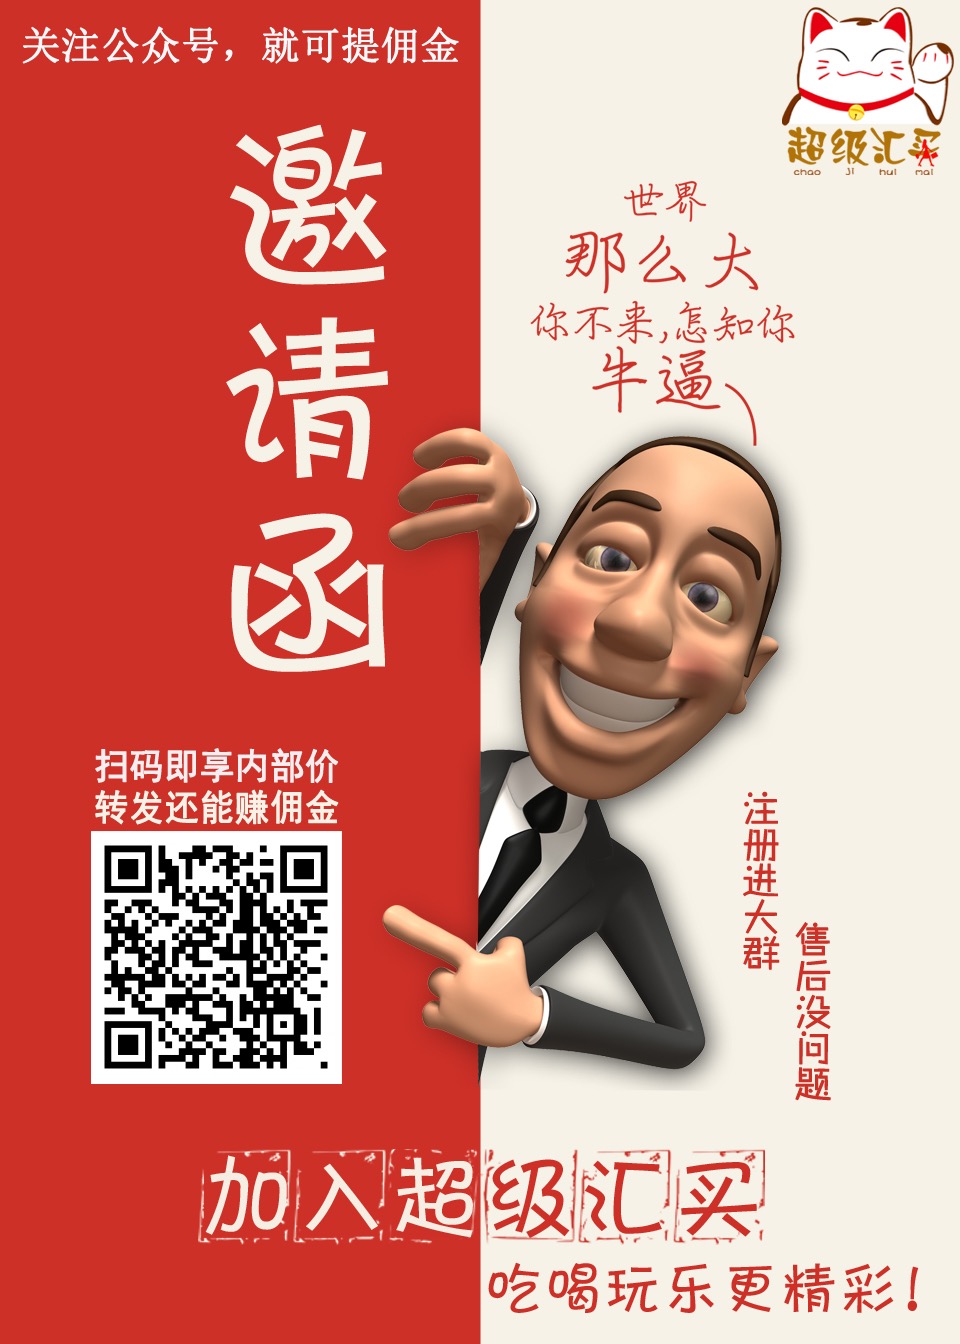 关注公众号，就可提佣金
超级汇买
chao ji hui mai
邀请函
世界
那么大
你不来,怎知你
牛逼
扫码即享内部价
转发还能赚佣金
注册进大群
售后没问题
加入超级汇买
吃喝玩乐更精彩!